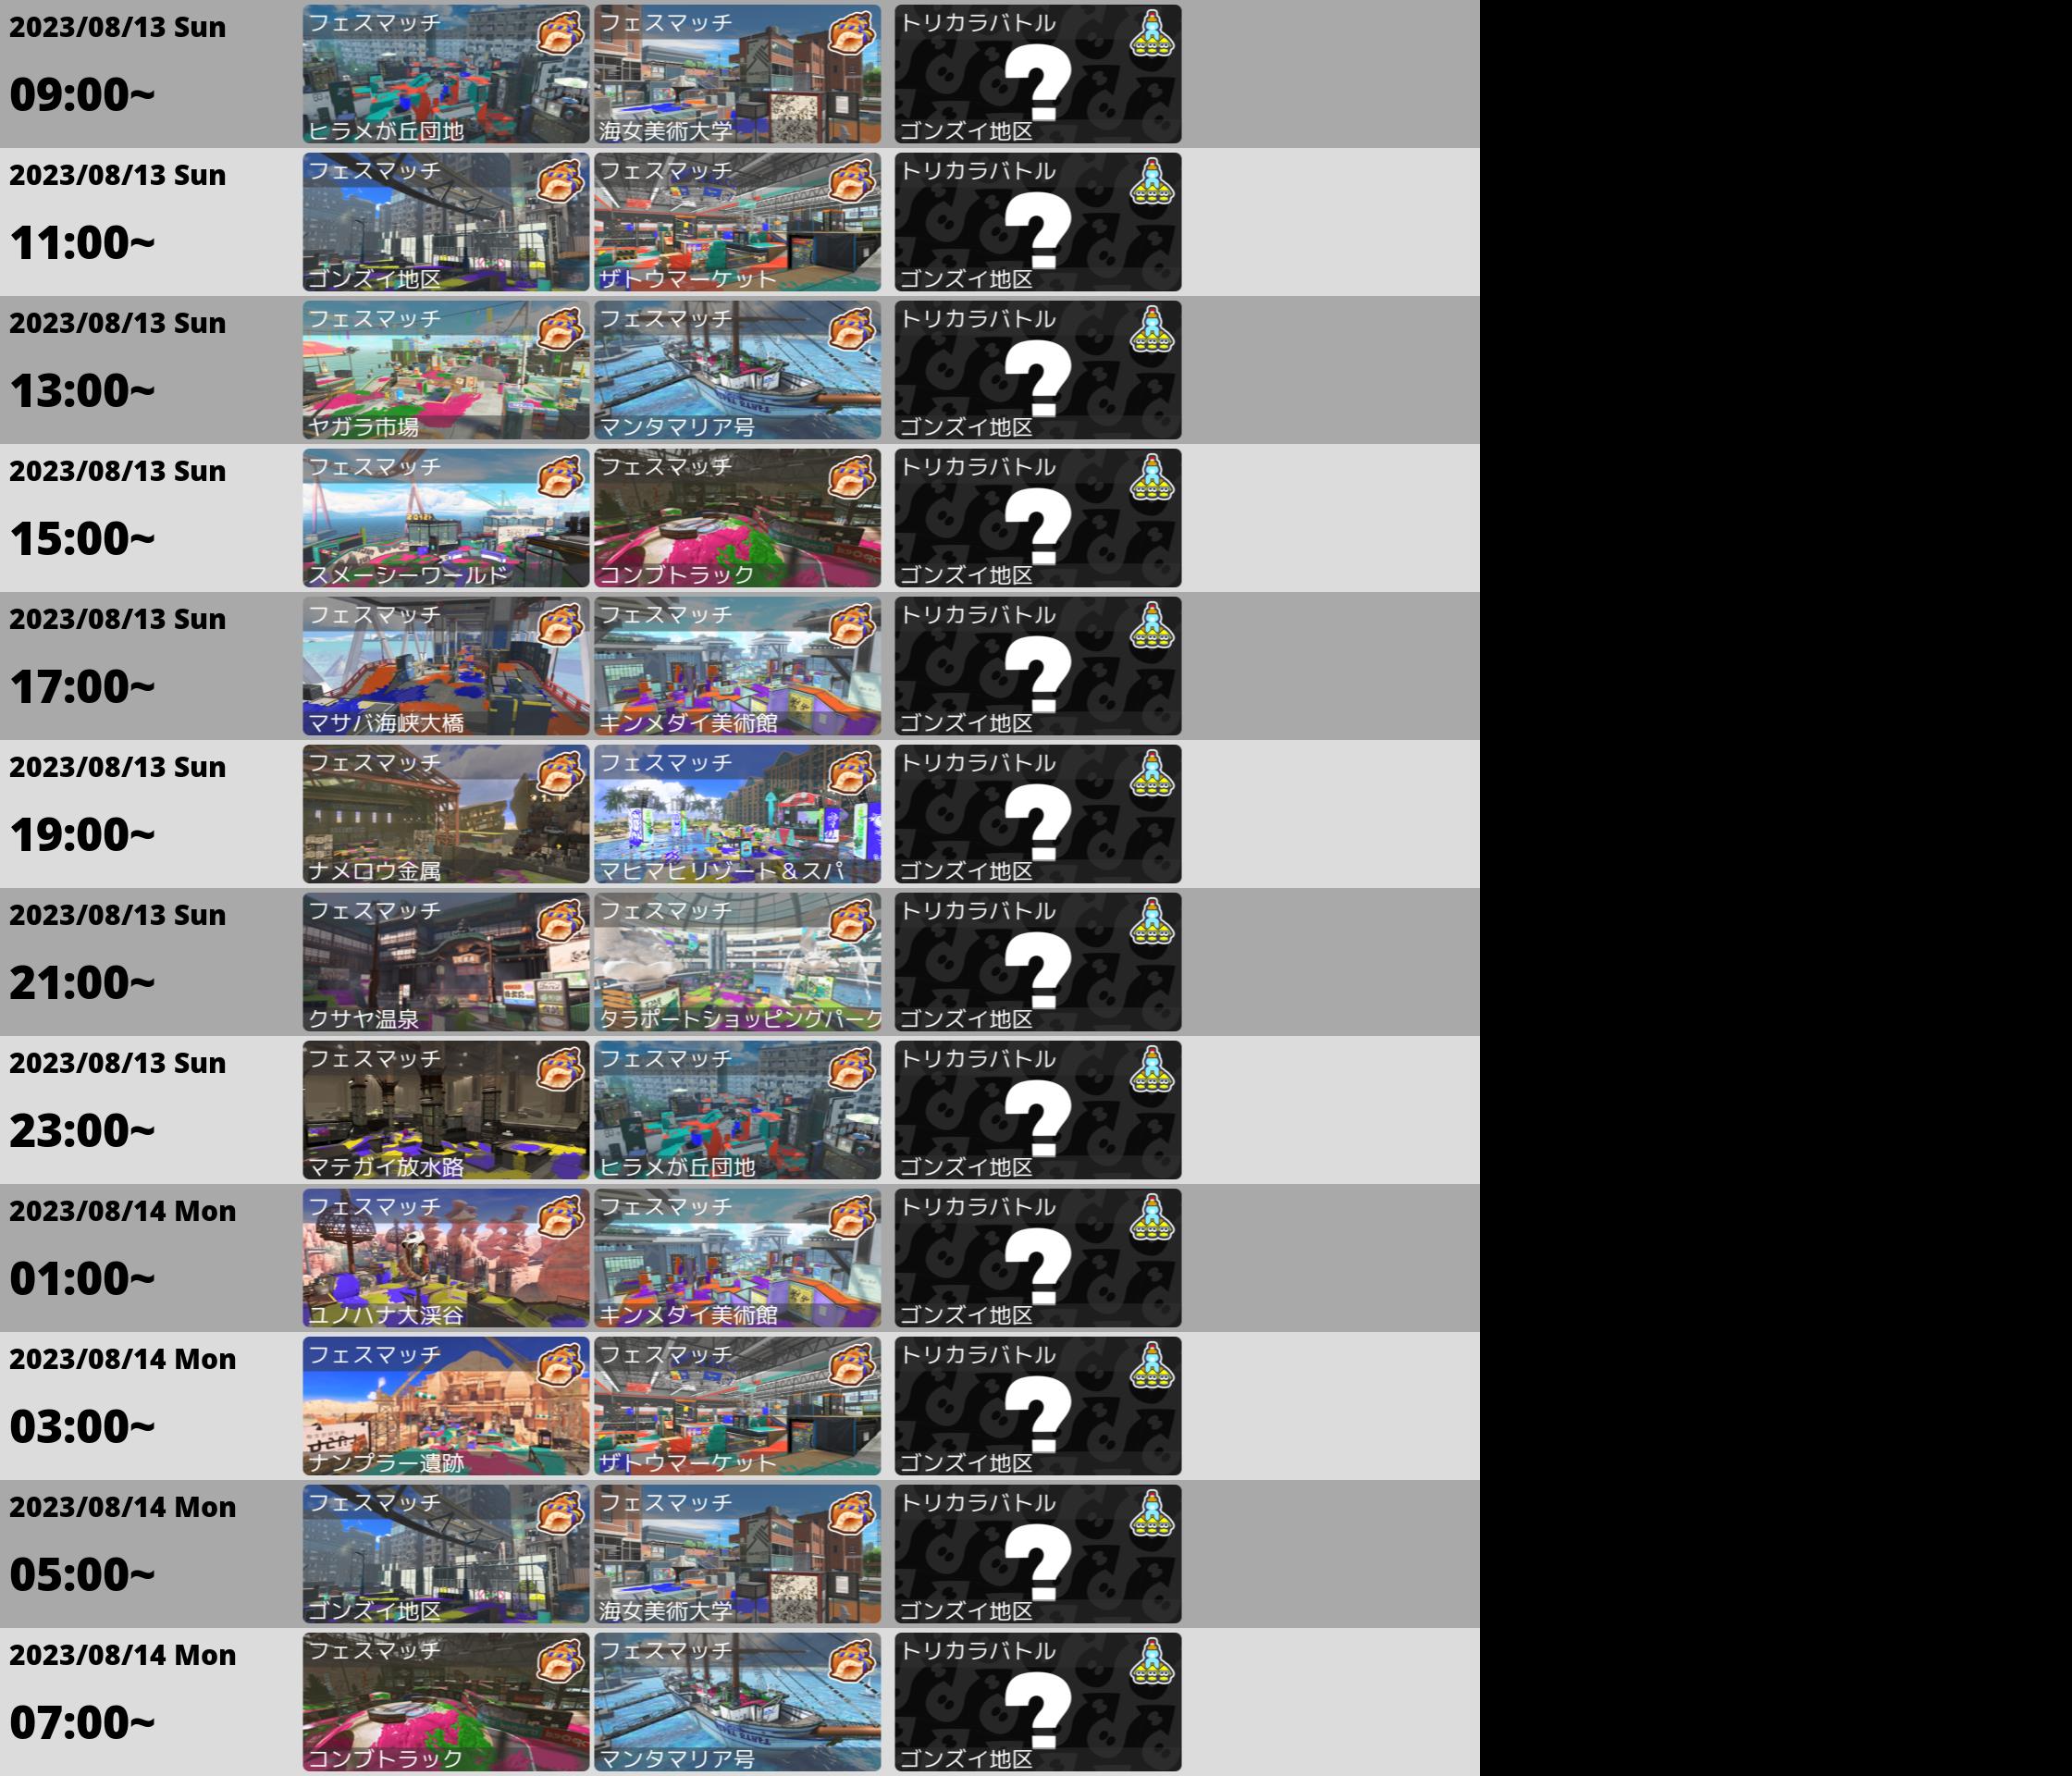 2023/08/13 Sun
09:00~
フェスマッチ
ヒラメが丘団地
フェスマッチ
海女美術大学
トリカラバトル
?
ゴンズイ地区
2023/08/13 Sun
11:00~
フェスマッチ
ゴンズイ地区
フェスマッチ
ザトウマーケット
トリカラバトル
?
ゴンズイ地区
2023/08/13 Sun
13:00~
フェスマッチ
ヤガラ市場
フェスマッチ
マンタマリア号
トリカラバトル
?
ゴンズイ地区
2023/08/13 Sun
15:00~
フェスマッチ
スメーシーワールド
フェスマッチ
コンブトラック
トリカラバトル
?
ゴンズイ地区
2023/08/13 Sun
17:00~
フェスマッチ
マサバ海峡大橋
フェスマッチ
キンメダイ美術館
トリカラバトル
?
ゴンズイ地区
2023/08/13 Sun
19:00~
フェスマッチ
ナメロウ金属
フェスマッチ
マヒマヒリゾート＆スパ
トリカラバトル
?
ゴンズイ地区
2023/08/13 Sun
21:00~
フェスマッチ
クサヤ温泉
フェスマッチ
タラポートショッピングパーク
トリカラバトル
?
ゴンズイ地区
2023/08/13 Sun
23:00~
フェスマッチ
マテガイ放水路
フェスマッチ
ヒラメが丘団地
トリカラバトル
?
ゴンズイ地区
2023/08/14 Mon
01:00~
フェスマッチ
ユノハナ大渓谷
フェスマッチ
キンメダイ美術館
トリカラバトル
?
ゴンズイ地区
2023/08/14 Mon
03:00~
フェスマッチ
ナンプラー遺跡
フェスマッチ
ザトウマーケット
トリカラバトル
?
ゴンズイ地区
2023/08/14 Mon
05:00~
フェスマッチ
ゴンズイ地区
フェスマッチ
海女美術大学
トリカラバトル
?
ゴンズイ地区
2023/08/14 Mon
07:00~
フェスマッチ
コンブトラック
フェスマッチ
マンタマリア号
トリカラバトル
?
ゴンズイ地区